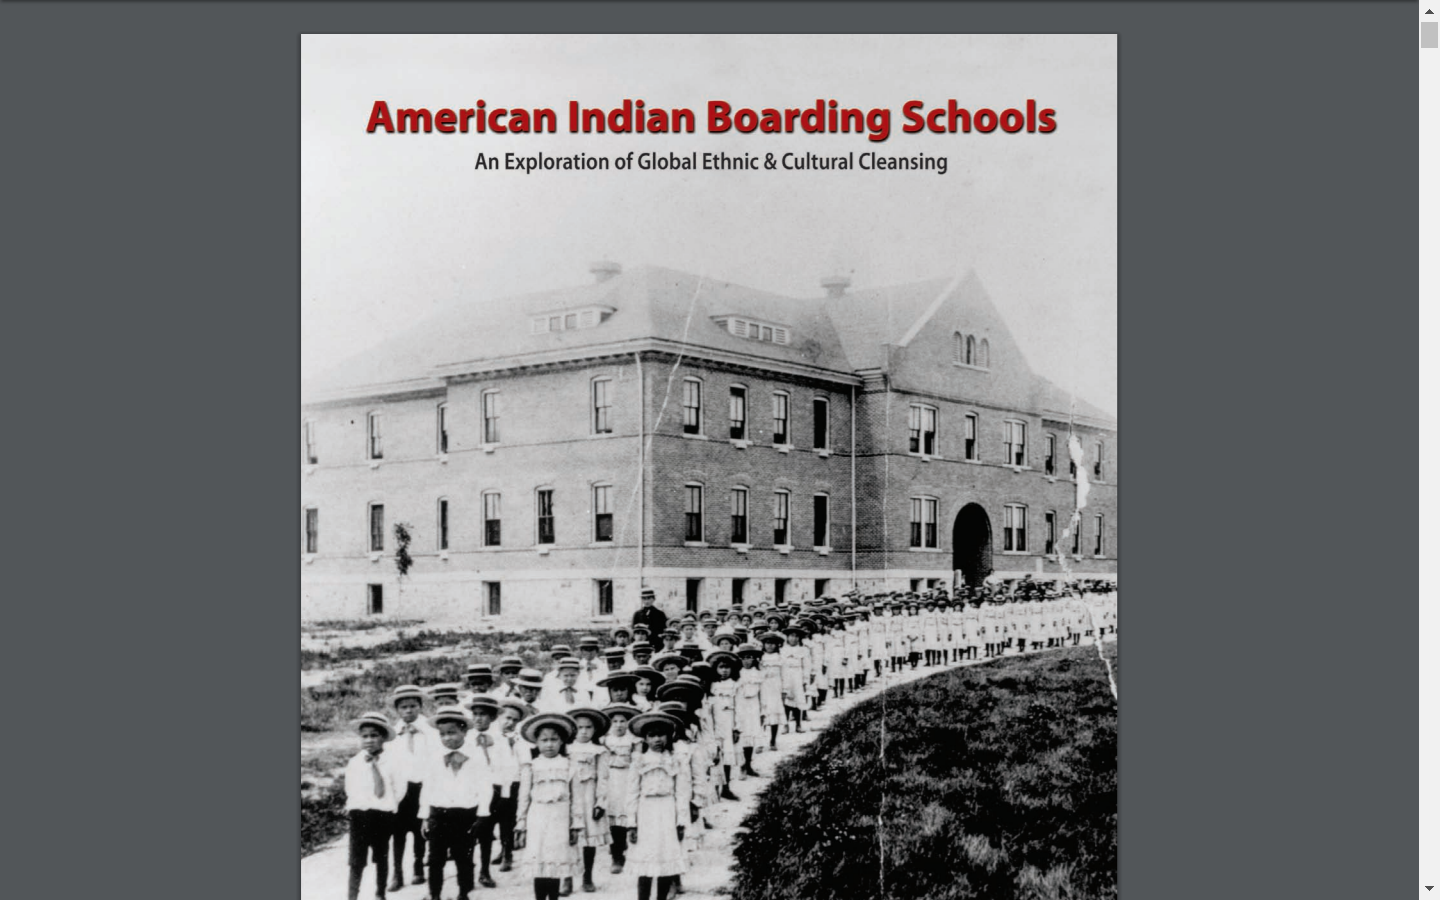 American Indian Boarding Schools
An Exploration of Global Ethnic & Cultural Cleansing